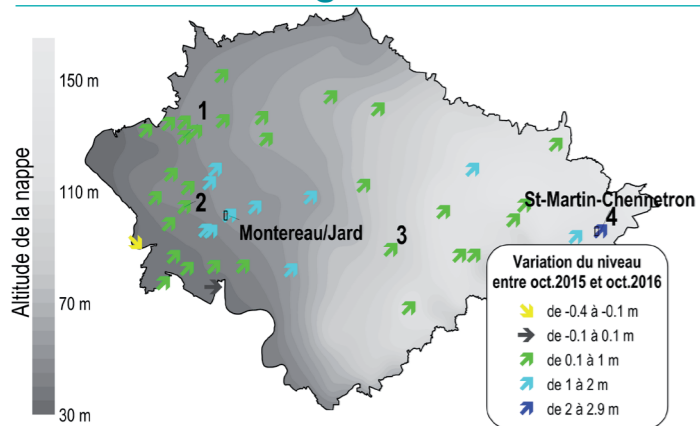 Altitude de la nappe
150 m
110 m
70 m
30 m
1
2
Montereau/Jard
3
St-Martin-Chennetron
4
Variation du niveau
entre oct.2015 et oct.2016
de -0.4 à -0.1 m
de -0.1 à 0.1 m
de 0.1 à 1 m
de 1 à 2 m
de 2 à 2.9 m